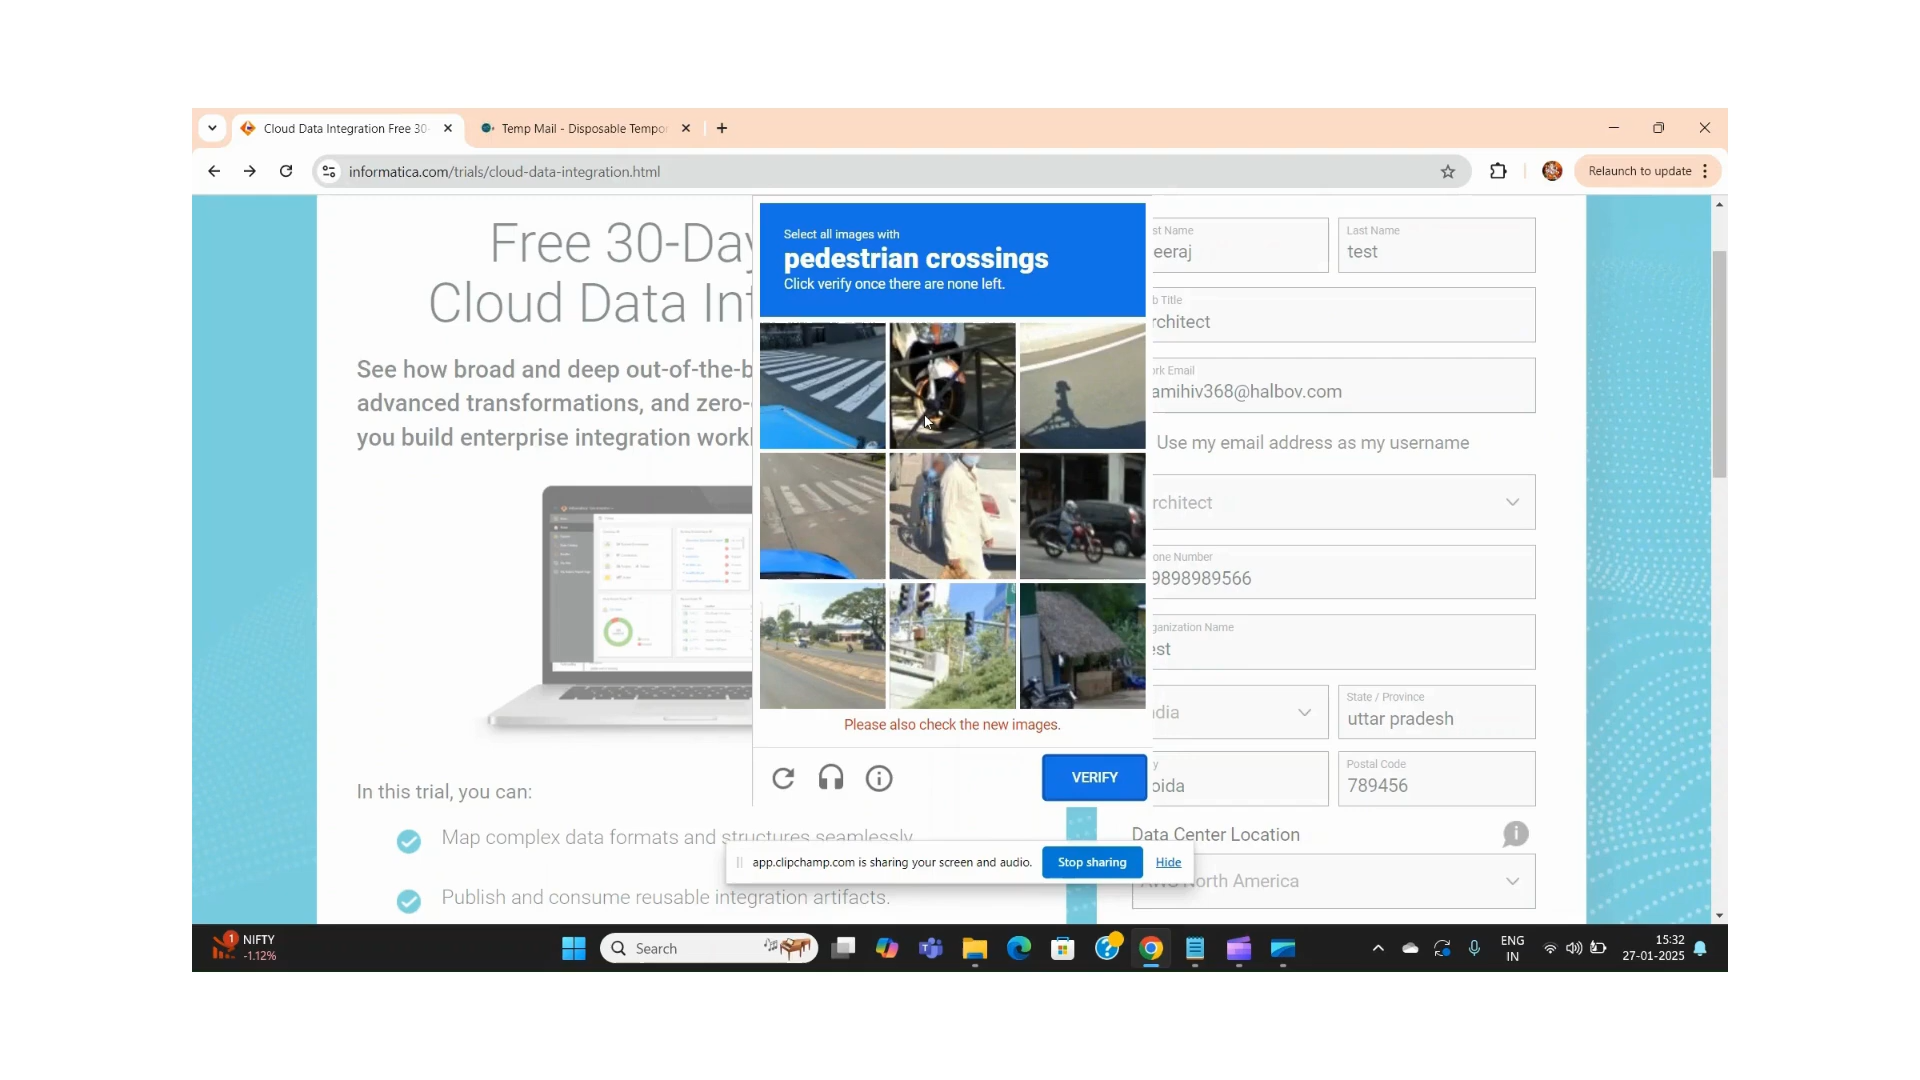 Cloud Data Integration Free 30-
Temp Mail - Disposable Tempor
informatica.com/trials/cloud-data-integration.html
Relaunch to update
Free 30-Day
Cloud Data Int
See how broad and deep out-of-the-b
advanced transformations, and zero-
you build enterprise integration workl
In this trial, you can:
Map complex data formats and structures seamlessly
Publish and consume reusable integration artifacts.
Select all images with
pedestrian crossings
Click verify once there are none left.
Please also check the new images.
VERIFY
st Name
eeraj
Last Name
test
b Title
rchitect
ork Email
amihiv368@halbov.com
Use my email address as my username
rchitect
one Number
9898989566
ganization Name
est
dia
State / Province
uttar pradesh
y
oida
Postal Code
789456
Data Center Location
AWS North America
app.clipchamp.com is sharing your screen and audio.
Stop sharing
Hide
1
NIFTY
-1.12%
Search
ENG
IN
15:32
27-01-2025